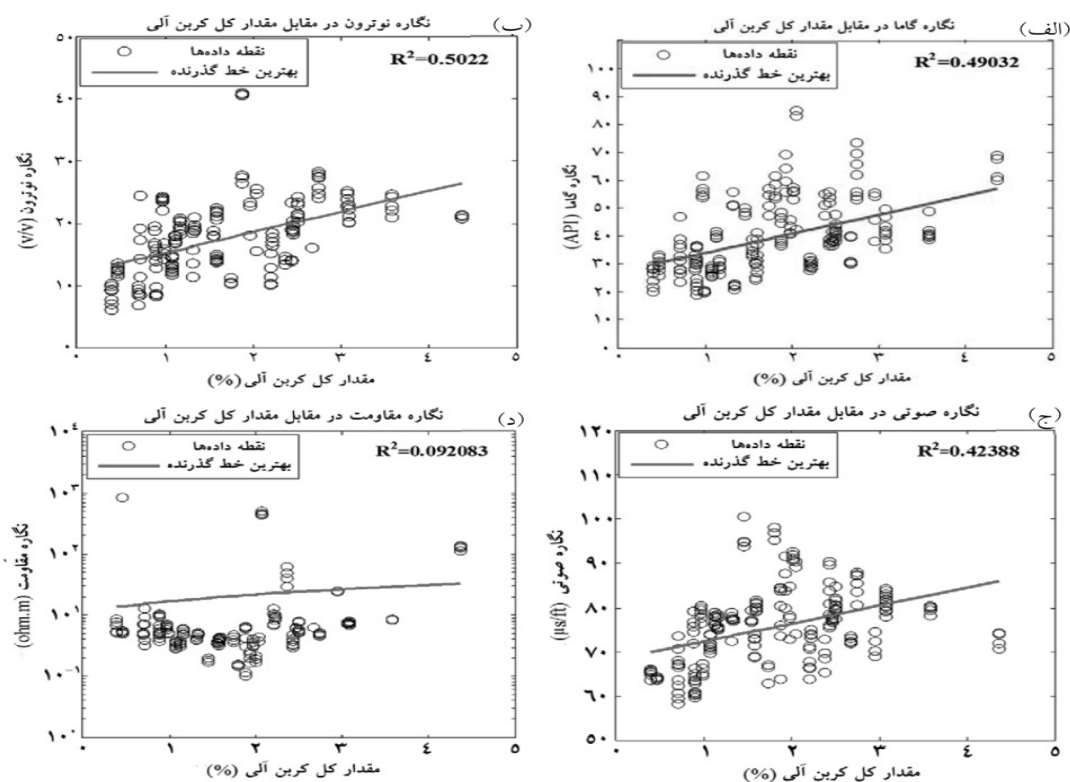 (الف)
نگاره گاما در مقابل مقدار کل کربن آلی
نقطه داده‌ها
بهترین خط گذرنده
R²=0.49032
۱۰۰
۹۰
۸۰
۷۰
۶۰
۵۰
۴۰
۳۰
۲۰
۱۰
۰
نگاره گاما (API)
۰ ۱ ۲ ۳ ۴ ۵
مقدار کل کربن آلی (%)
(ب)
نگاره نوترون در مقابل مقدار کل کربن آلی
نقطه داده‌ها
بهترین خط گذرنده
R²=0.5022
۵۰
۴۰
۳۰
۲۰
۱۰
۰
نگاره نوترون (v/v)
۱ ۲ ۳ ۴ ۵
مقدار کل کربن آلی (%)
(ج)
نگاره صوتی در مقابل مقدار کل کربن آلی
نقطه داده‌ها
بهترین خط گذرنده
R²=0.42388
۱۲۰
۱۱۰
۱۰۰
۹۰
۸۰
۷۰
۶۰
۵۰
نگاره صوتی (µs/ft)
۰ ۱ ۲ ۳ ۴ ۵
مقدار کل کربن آلی (%)
(د)
نگاره مقاومت در مقابل مقدار کل کربن آلی
نقطه داده‌ها
بهترین خط گذرنده
R²=0.092083
۱۰⁴
۱۰³
۱۰²
۱۰¹
۱۰⁻¹
۱۰⁰
نگاره مقاومت (ohm.m)
۰ ۱ ۲ ۳ ۴ ۵
مقدار کل کربن آلی (%)